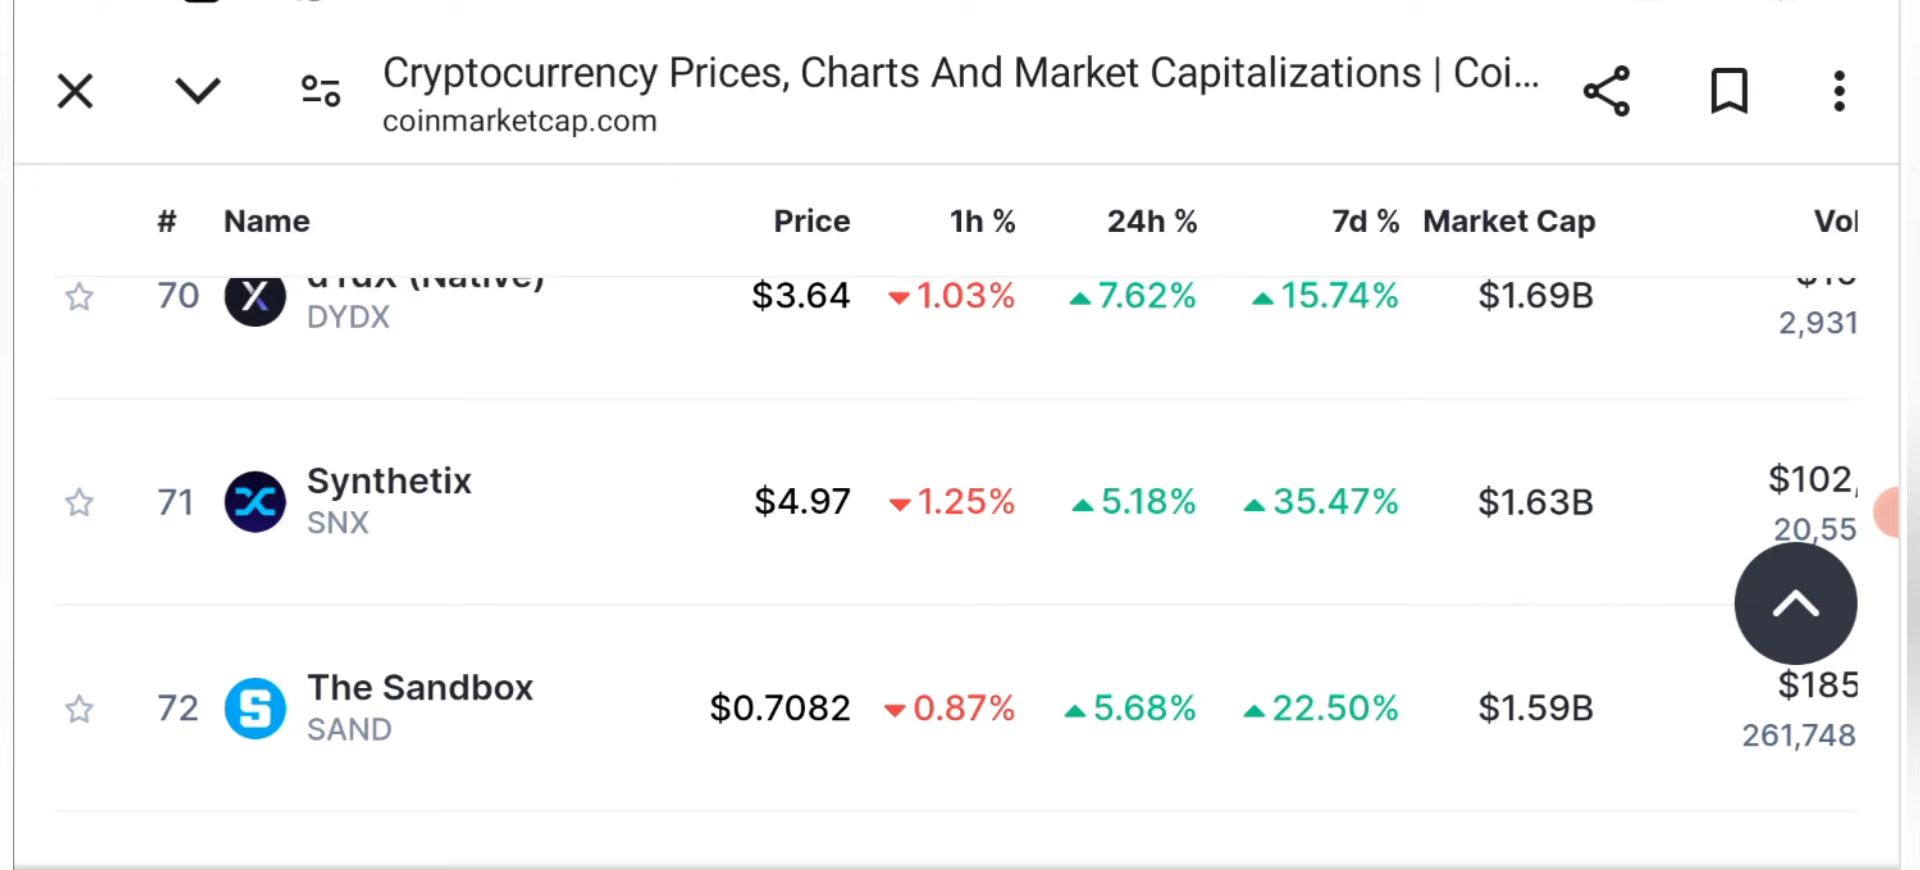 Cryptocurrency Prices, Charts And Market Capitalizations | Coi...
coinmarketcap.com
# Name Price 1h % 24h % 7d % Market Cap Vol
70 dYdX (Native) $3.64 1.03% 7.62% 15.74% $1.69B
DYDX 2,931
71 Synthetix $4.97 1.25% 5.18% 35.47% $1.63B $102,
SNX 20,55
72 The Sandbox $0.7082 0.87% 5.68% 22.50% $1.59B $185
SAND 261,748